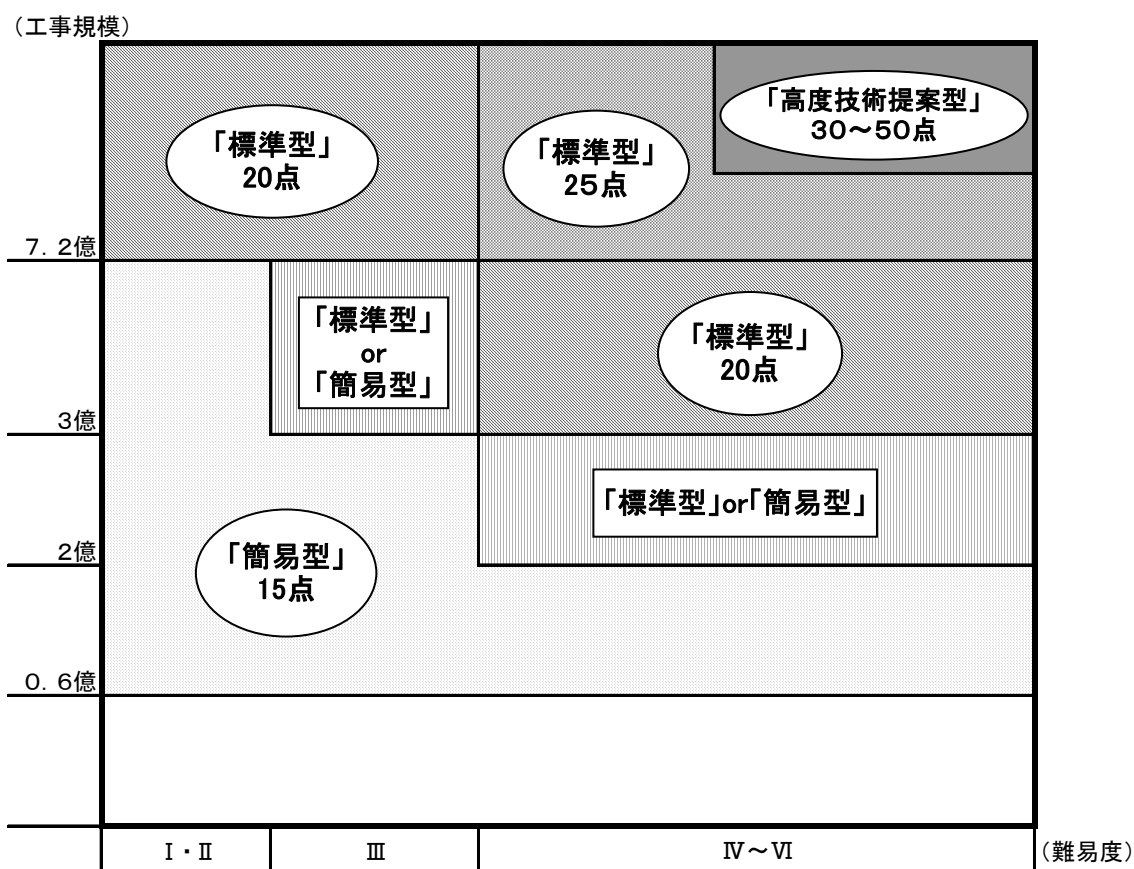 （工事規模）
「高度技術提案型」
30～50点
「標準型」
20点
「標準型」
25点
7．2億
「標準型」
or
「簡易型」
「標準型」
20点
3億
「標準型」or「簡易型」
2億
「簡易型」
15点
0．6億
Ⅰ・Ⅱ
Ⅲ
Ⅳ～Ⅵ
（難易度）